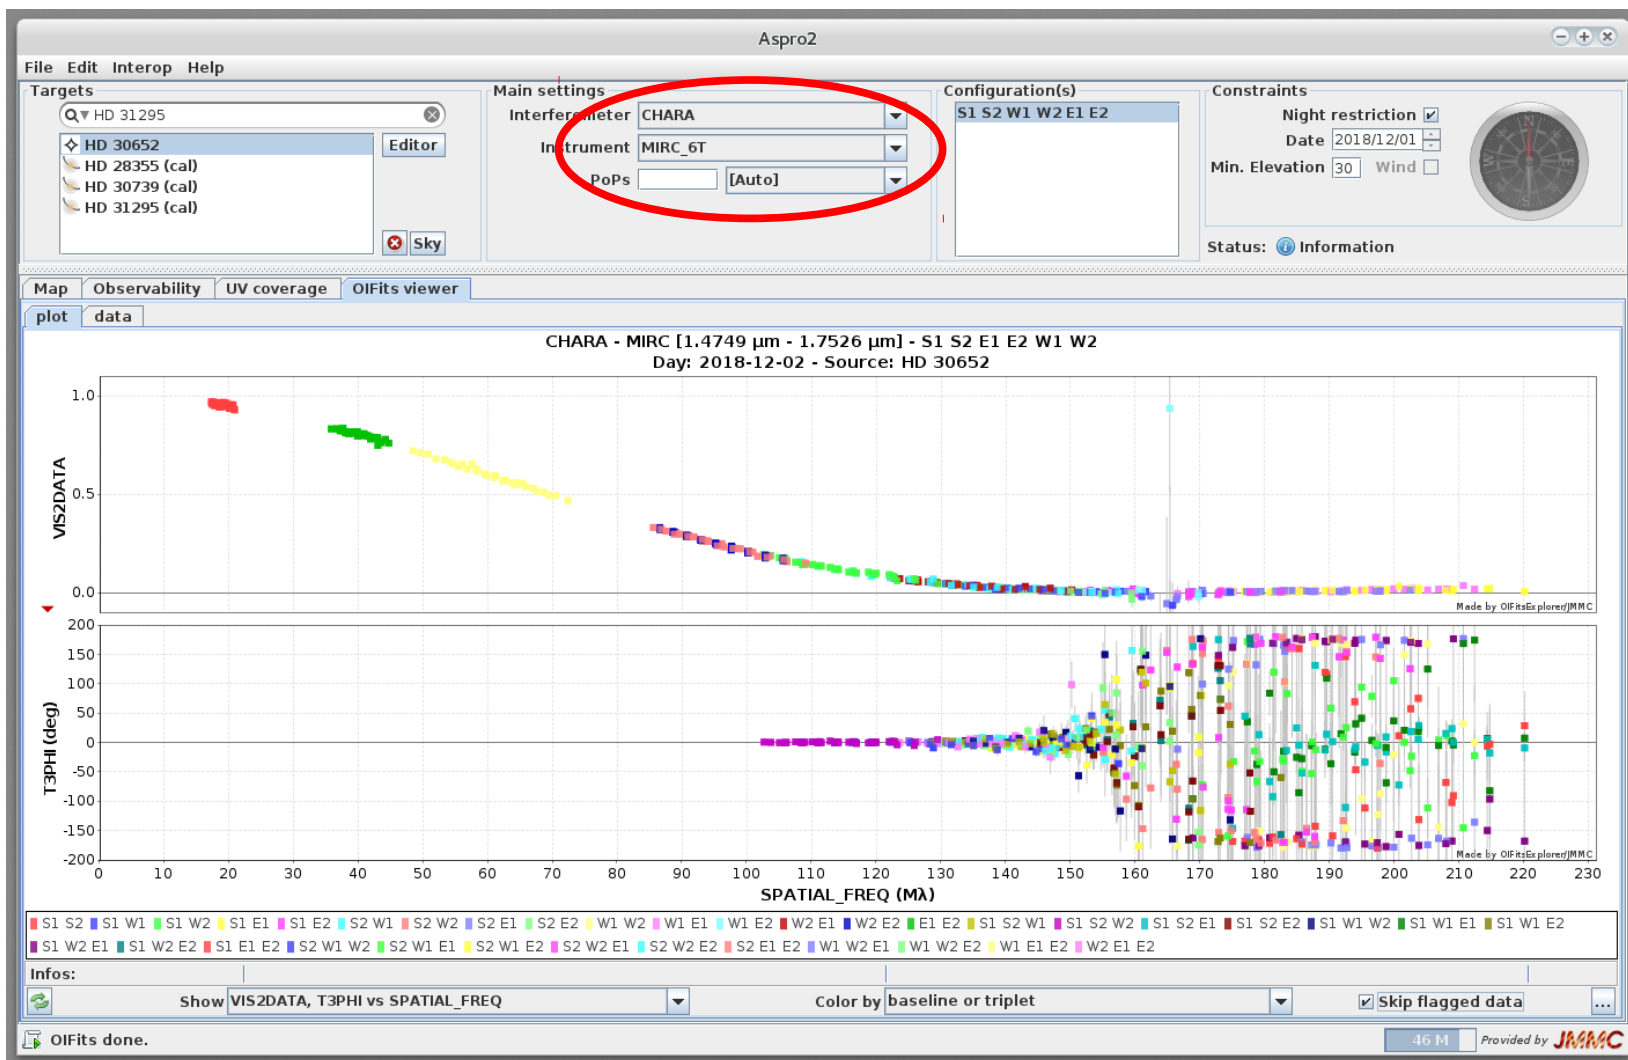 Aspro2
File Edit Interop Help
Targets
HD 31295
HD 30652
HD 28355 (cal)
HD 30739 (cal)
HD 31295 (cal)
Editor
Sky
Main settings
Interferometer CHARA
Instrument MIRC_6T
PoPs [Auto]
Configuration(s)
S1 S2 W1 W2 E1 E2
Constraints
Night restriction
Date 2018/12/01
Min. Elevation 30 Wind
N
E
S
W
Status: Information
Map Observability UV coverage OIFits viewer
plot data
CHARA - MIRC [1.4749 µm - 1.7526 µm] - S1 S2 E1 E2 W1 W2
Day: 2018-12-02 - Source: HD 30652
VIS2DATA
1.0
0.5
0.0
Made by OIFitsExplorer/JMMC
T3PHI (deg)
200
150
100
50
0
-50
-100
-150
-200
Made by OIFitsExplorer/JMMC
0 10 20 30 40 50 60 70 80 90 100 110 120 130 140 150 160 170 180 190 200 210 220 230
SPATIAL_FREQ (Mλ)
S1 S2 S1 W1 S1 W2 S1 E1 S1 E2 S2 W1 S2 W2 S2 E1 S2 E2 W1 W2 W1 E1 W1 E2 W2 E1 W2 E2 E1 E2 S1 S2 W1 S1 S2 W2 S1 S2 E1 S1 S2 E2 S1 W1 W2 S1 W1 E1 S1 W1 E2
S1 W2 E1 S1 W2 E2 S1 E1 E2 S2 W1 W2 S2 W1 E1 S2 W1 E2 S2 W2 E1 S2 W2 E2 S2 E1 E2 W1 W2 E1 W1 W2 E2 W1 E1 E2 W2 E1 E2
Infos:
Show VIS2DATA, T3PHI vs SPATIAL_FREQ Color by baseline or triplet Skip flagged data ...
OIFits done. 46 M Provided by JMMC